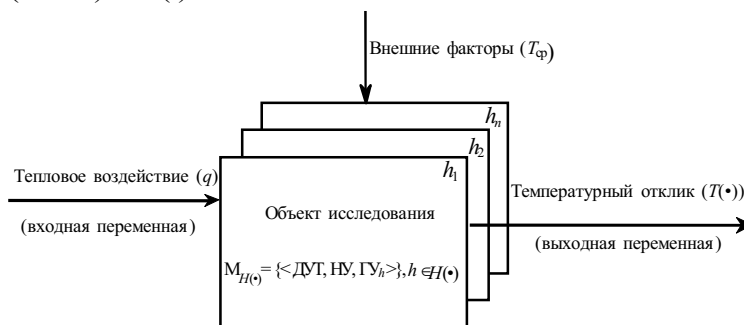 Внешние факторы (Tср)
hn
h2
h1
Тепловое воздействие (q)
(входная переменная)
Объект исследования
MH(•) = {<ДУТ, НУ, ГУh>}, h ∈H(•)
Температурный отклик (T(•))
(выходная переменная)